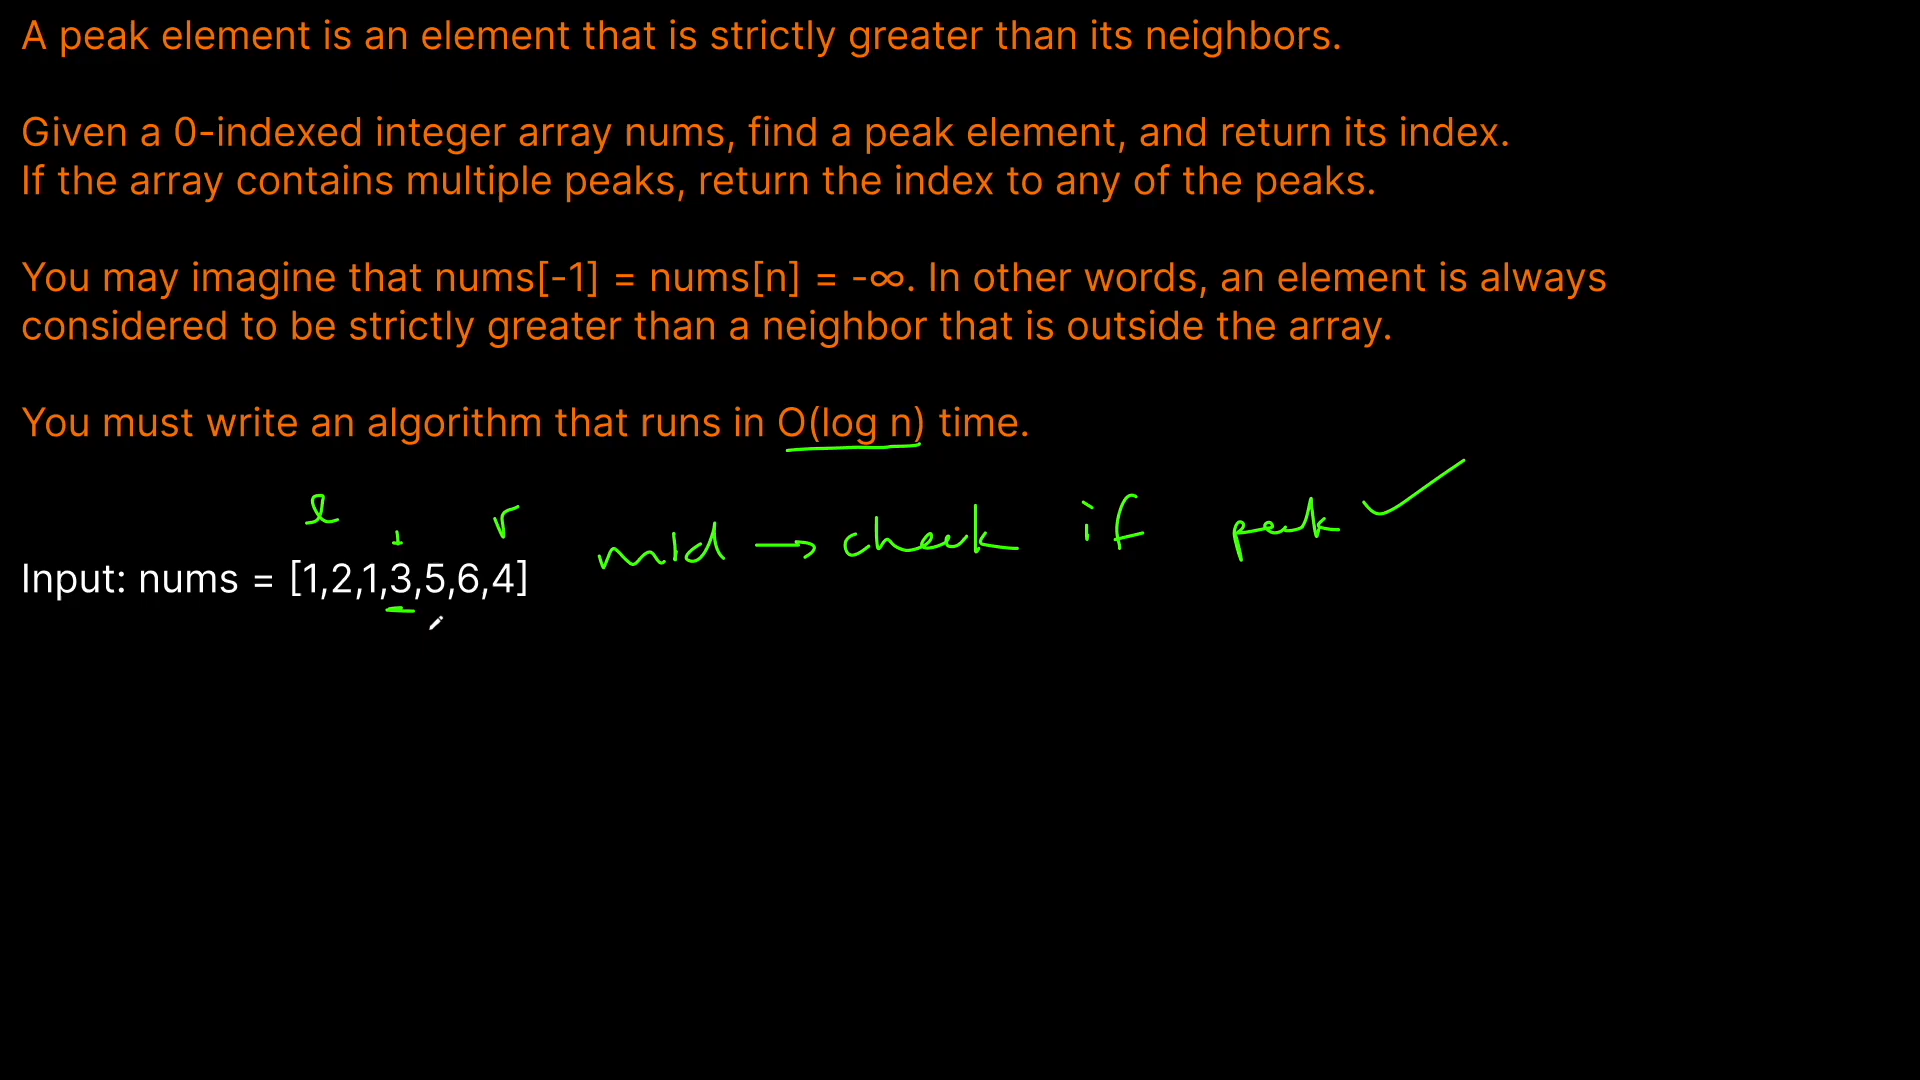 A peak element is an element that is strictly greater than its neighbors.
Given a 0-indexed integer array nums, find a peak element, and return its index.
If the array contains multiple peaks, return the index to any of the peaks.
You may imagine that nums[-1] = nums[n] = -∞. In other words, an element is always
considered to be strictly greater than a neighbor that is outside the array.
You must write an algorithm that runs in O(log n) time.
l r mid → check if peak ✓
Input: nums = [1,2,1,3,5,6,4]